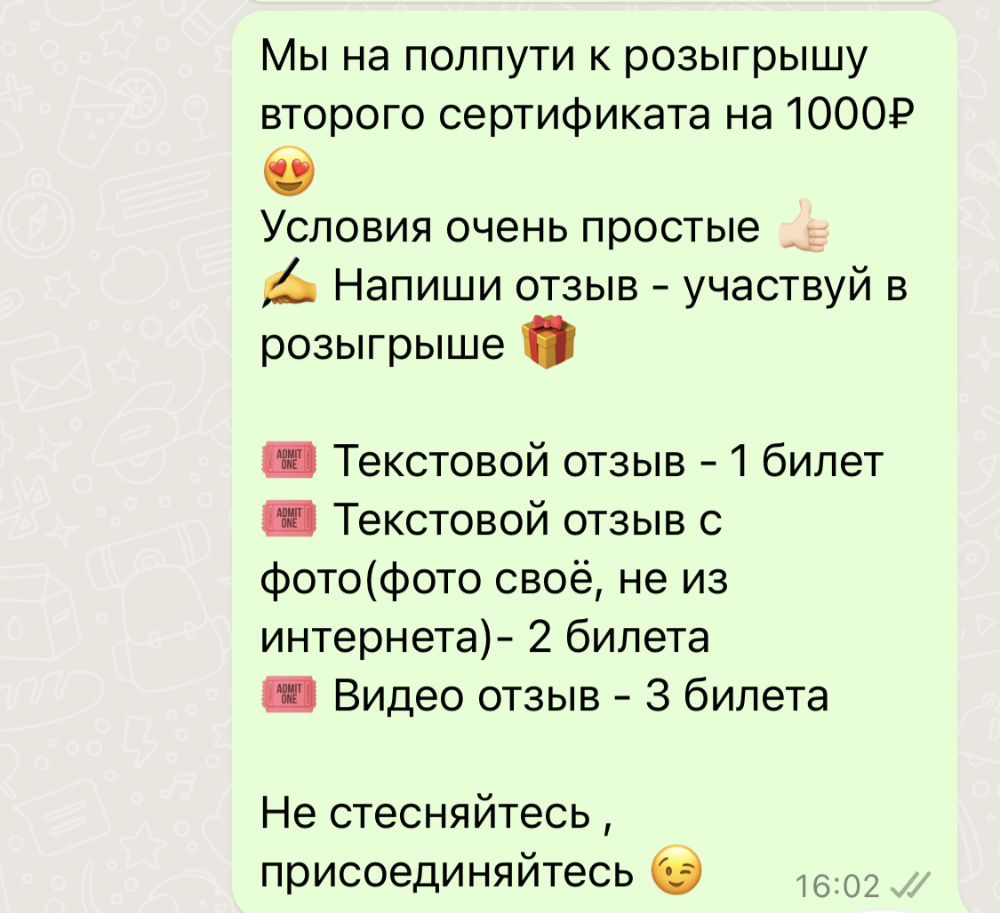 Мы на полпути к розыгрышу
второго сертификата на 1000₽
😍
Условия очень простые 👍🏻
✍️ Напиши отзыв - участвуй в
розыгрыше 🎁
🎟 Текстовой отзыв - 1 билет
🎟 Текстовой отзыв с
фото(фото своё, не из
интернета)- 2 билета
🎟 Видео отзыв - 3 билета
Не стесняйтесь ,
присоединяйтесь 😉
16:02